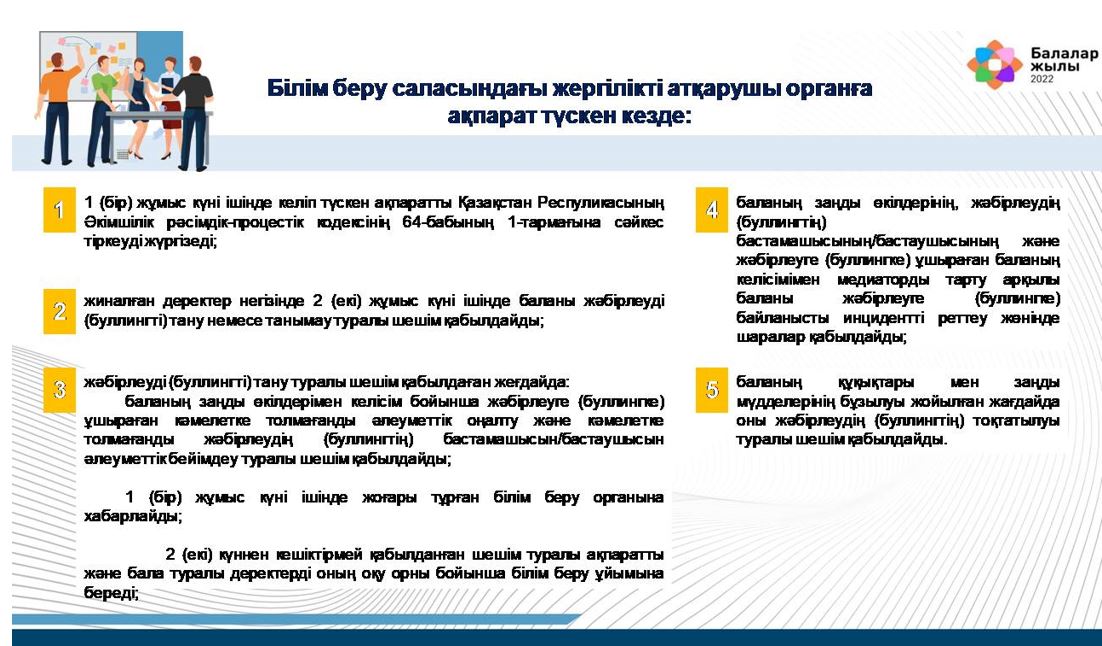 Балалар
жылы
2022
Білім беру саласындағы жергілікті атқарушы органға
ақпарат түскен кезде:
1
1 (бір) жұмыс күні ішінде келіп түскен ақпаратты Қазақстан Республикасының
Әкімшілік рәсімдік-процестік кодексінің 64-бабының 1-тармағына сәйкес
тіркеуді жүргізеді;
2
жиналған деректер негізінде 2 (екі) жұмыс күні ішінде баланы жәбірлеуді
(буллингті) тану немесе танымау туралы шешім қабылдайды;
3
жәбірлеуді (буллингті) тану туралы шешім қабылдаған жағдайда:
баланың заңды өкілдерімен келісім бойынша жәбірлеуге (буллингке)
ұшыраған кәмелетке толмағанды әлеуметтік оңалту және кәмелетке
толмағанды жәбірлеудің (буллингтің) бастамашысын/бастаушысын
әлеуметтік бейімдеу туралы шешім қабылдайды;
1 (бір) жұмыс күні ішінде жоғары тұрған білім беру органына
хабарлайды;
2 (екі) күннен кешіктірмей қабылданған шешім туралы ақпаратты
және бала туралы деректерді оның оқу орны бойынша білім беру ұйымына
береді;
4
баланың заңды өкілдерінің, жәбірлеудің
(буллингтің)
бастамашысының/бастаушысының және
жәбірлеуге (буллингке) ұшыраған баланың
келісімімен медиаторды тарту арқылы
баланы жәбірлеуге (буллингке)
байланысты инцидентті реттеу жөнінде
шаралар қабылдайды;
5
баланың құқықтары мен заңды
мүдделерінің бұзылуы жойылған жағдайда
оны жәбірлеудің (буллингтің) тоқтатылуы
туралы шешім қабылдайды.